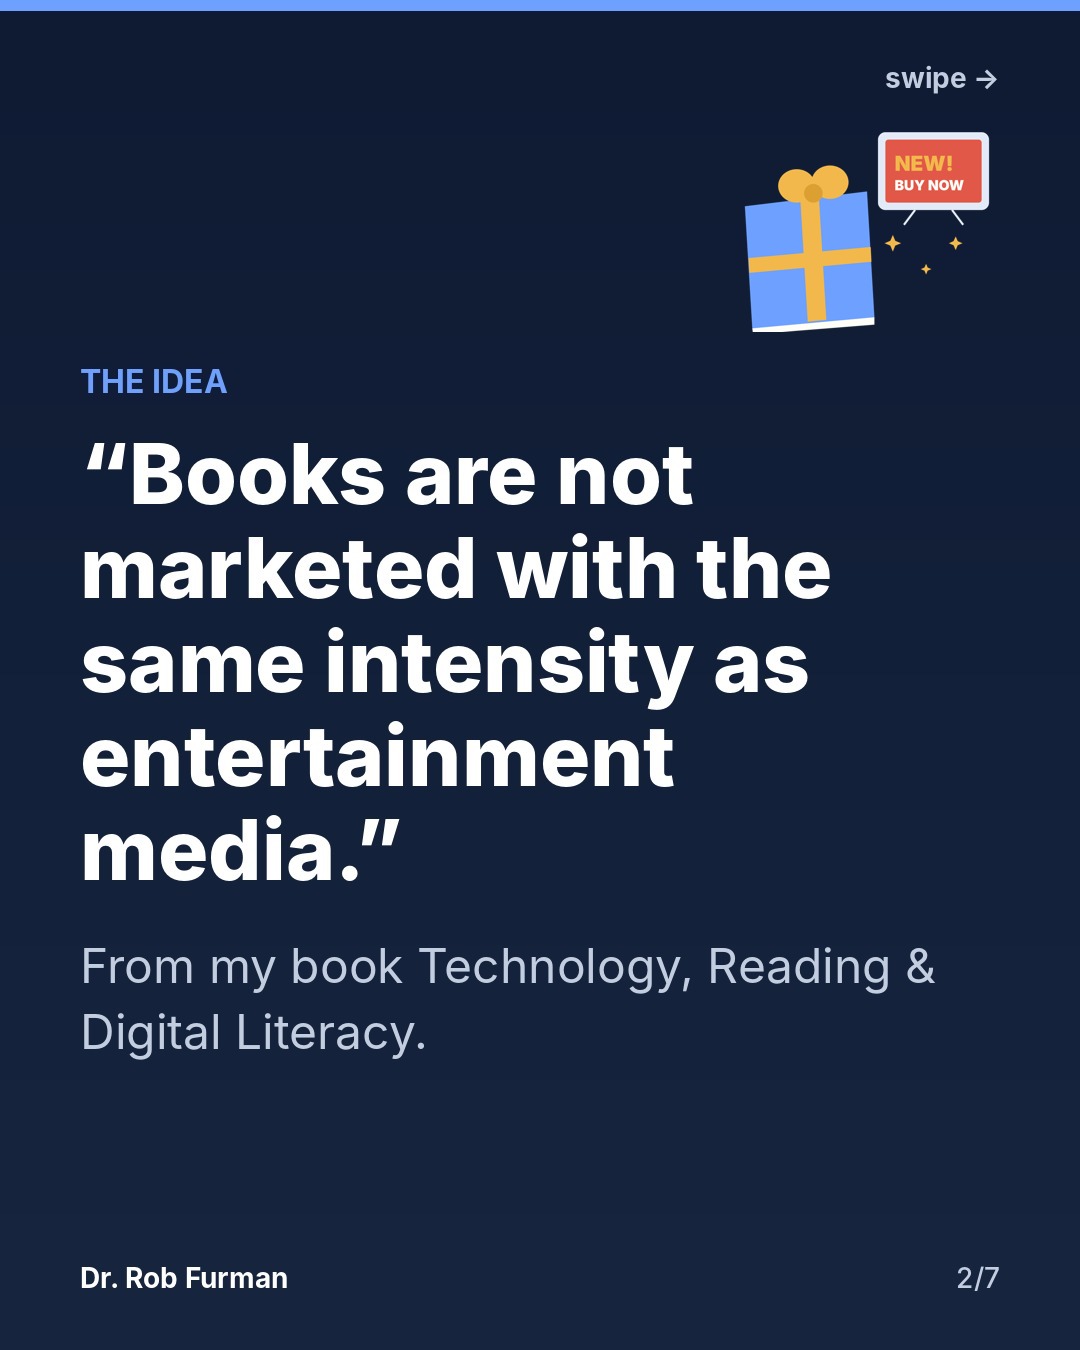 swipe →
NEW!
BUY NOW
THE IDEA
“Books are not
marketed with the
same intensity as
entertainment
media.”
From my book Technology, Reading &
Digital Literacy.
Dr. Rob Furman
2/7